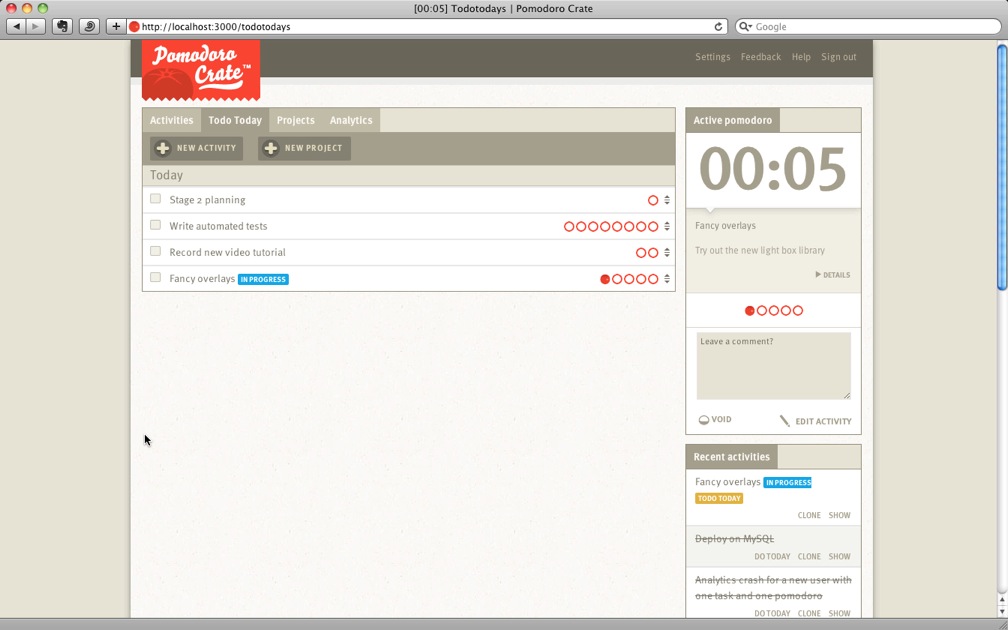 [00:05] Todotodays | Pomodoro Crate
http://localhost:3000/todotodays
Google
Pomodoro
Crate™
Settings Feedback Help Sign out
Activities Todo Today Projects Analytics
NEW ACTIVITY NEW PROJECT
Today
Stage 2 planning
Write automated tests
Record new video tutorial
Fancy overlays IN PROGRESS
Active pomodoro
00:05
Fancy overlays
Try out the new light box library
DETAILS
Leave a comment?
VOID EDIT ACTIVITY
Recent activities
Fancy overlays IN PROGRESS
TODO TODAY
CLONE SHOW
Deploy on MySQL
DO TODAY CLONE SHOW
Analytics crash for a new user with
one task and one pomodoro
DO TODAY CLONE SHOW